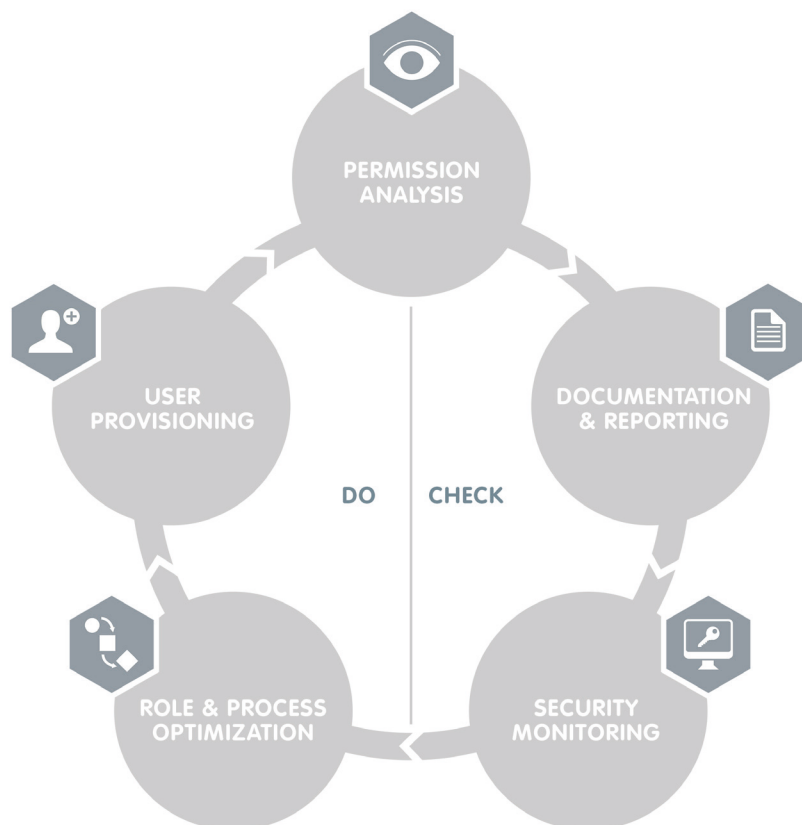 PERMISSION
ANALYSIS
USER
PROVISIONING
DOCUMENTATION
& REPORTING
DO
CHECK
ROLE & PROCESS
OPTIMIZATION
SECURITY
MONITORING